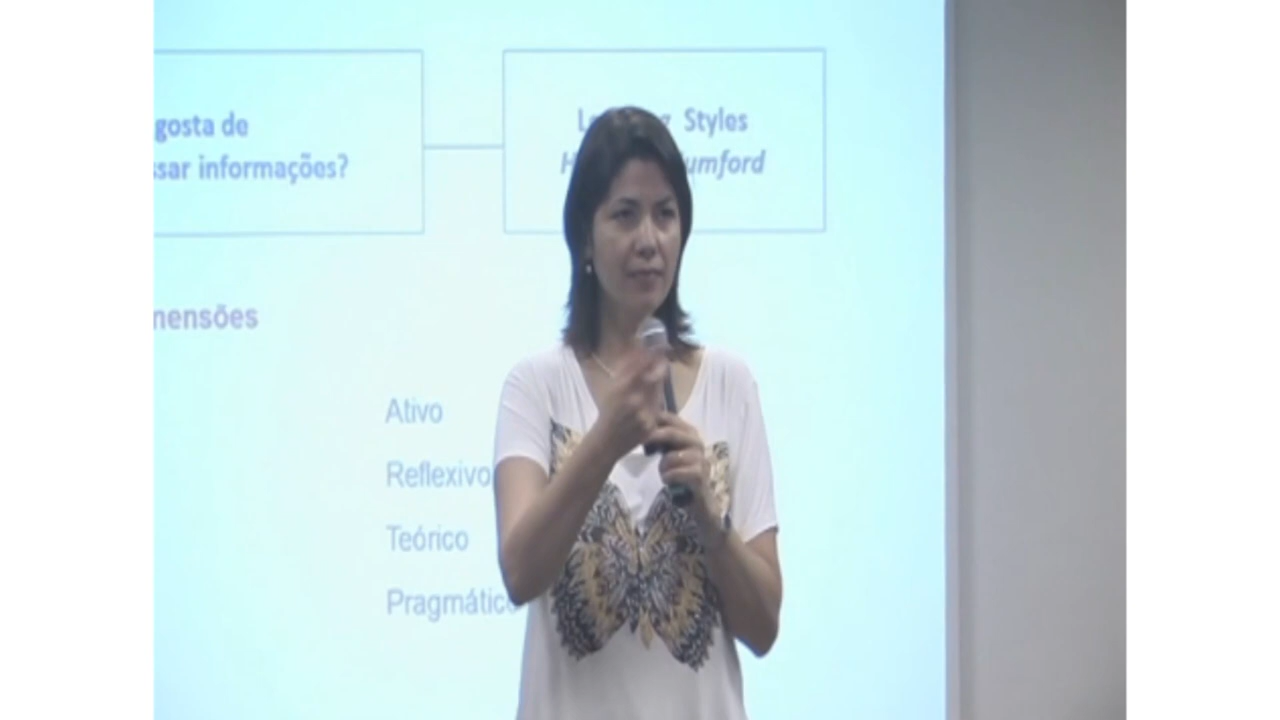 gosta de
ssar informações?
Styles
umford
mensões
Ativo
Reflexivo
Teórico
Pragmático